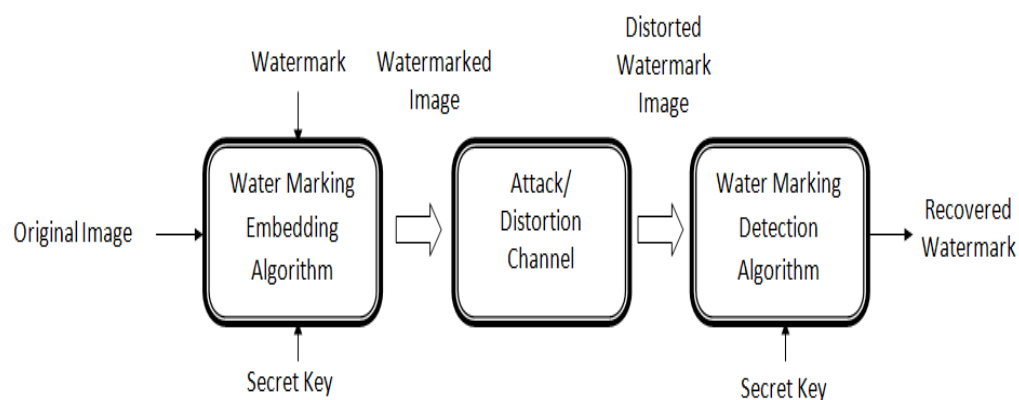 Original Image
Watermark
Water Marking
Embedding
Algorithm
Secret Key
Watermarked
Image
Attack/
Distortion
Channel
Distorted
Watermark
Image
Water Marking
Detection
Algorithm
Secret Key
Recovered
Watermark